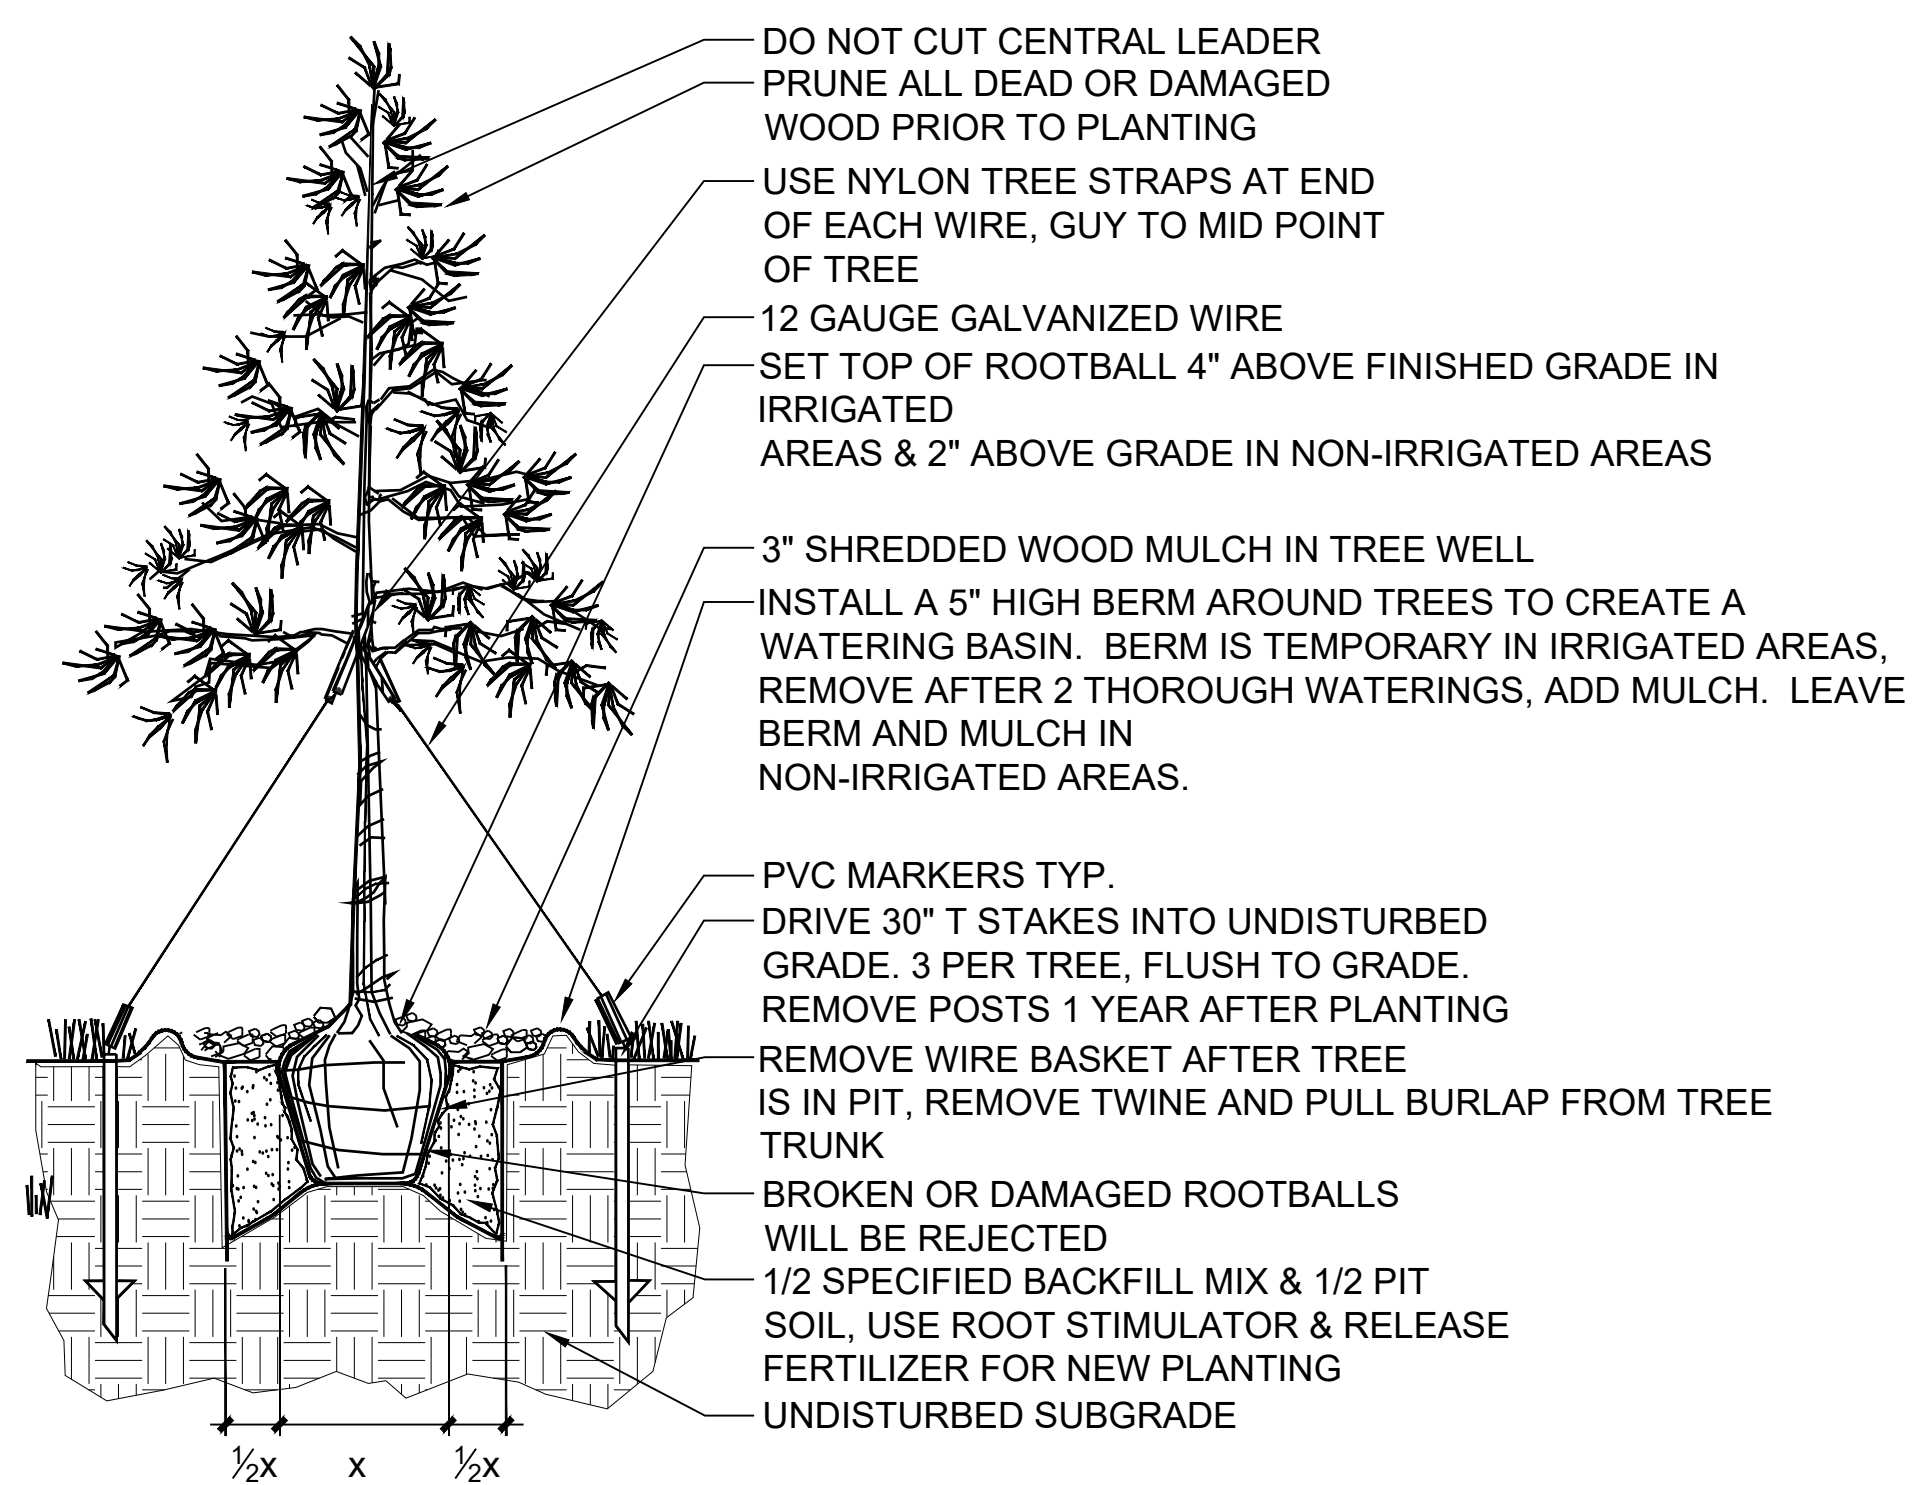 DO NOT CUT CENTRAL LEADER
PRUNE ALL DEAD OR DAMAGED
WOOD PRIOR TO PLANTING
USE NYLON TREE STRAPS AT END
OF EACH WIRE, GUY TO MID POINT
OF TREE
12 GAUGE GALVANIZED WIRE
SET TOP OF ROOTBALL 4" ABOVE FINISHED GRADE IN
IRRIGATED
AREAS & 2" ABOVE GRADE IN NON-IRRIGATED AREAS
3" SHREDDED WOOD MULCH IN TREE WELL
INSTALL A 5" HIGH BERM AROUND TREES TO CREATE A
WATERING BASIN.  BERM IS TEMPORARY IN IRRIGATED AREAS,
REMOVE AFTER 2 THOROUGH WATERINGS, ADD MULCH.  LEAVE
BERM AND MULCH IN
NON-IRRIGATED AREAS.
PVC MARKERS TYP.
DRIVE 30" T STAKES INTO UNDISTURBED
GRADE. 3 PER TREE, FLUSH TO GRADE.
REMOVE POSTS 1 YEAR AFTER PLANTING
REMOVE WIRE BASKET AFTER TREE
IS IN PIT, REMOVE TWINE AND PULL BURLAP FROM TREE
TRUNK
BROKEN OR DAMAGED ROOTBALLS
WILL BE REJECTED
1/2 SPECIFIED BACKFILL MIX & 1/2 PIT
SOIL, USE ROOT STIMULATOR & RELEASE
FERTILIZER FOR NEW PLANTING
UNDISTURBED SUBGRADE
½x x ½x